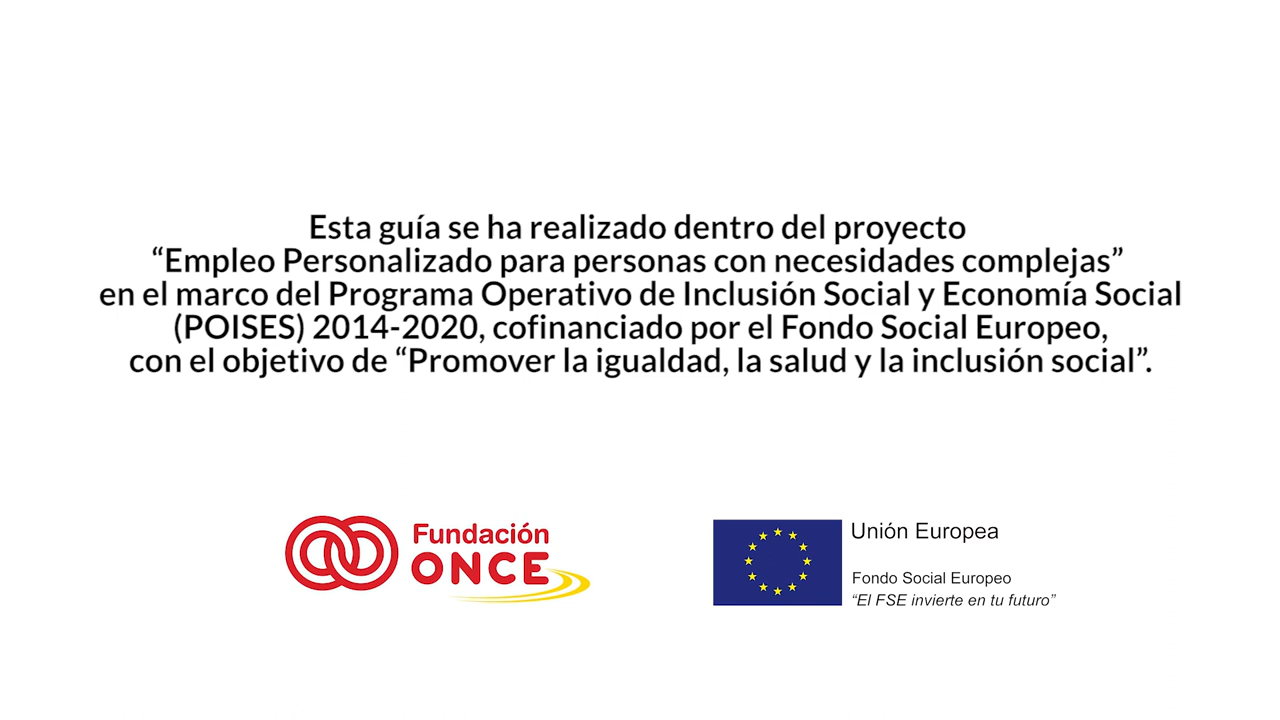 Esta guía se ha realizado dentro del proyecto
“Empleo Personalizado para personas con necesidades complejas”
en el marco del Programa Operativo de Inclusión Social y Economía Social
(POISES) 2014-2020, cofinanciado por el Fondo Social Europeo,
con el objetivo de “Promover la igualdad, la salud y la inclusión social”.
Fundación
ONCE
Unión Europea
Fondo Social Europeo
“El FSE invierte en tu futuro”